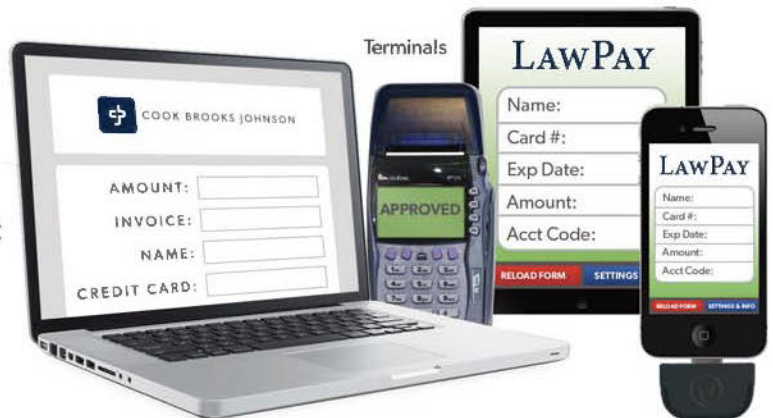 Terminals
COOK BROOKS JOHNSON
AMOUNT:
INVOICE:
NAME:
CREDIT CARD:
APPROVED
LAWPAY
Name:
Card #:
Exp Date:
Amount:
Acct Code:
RELOAD FORM
SETTINGS
LAWPAY
Name:
Card #:
Exp Date:
Amount:
Acct Code:
RELOAD FORM
SETTINGS & INFO